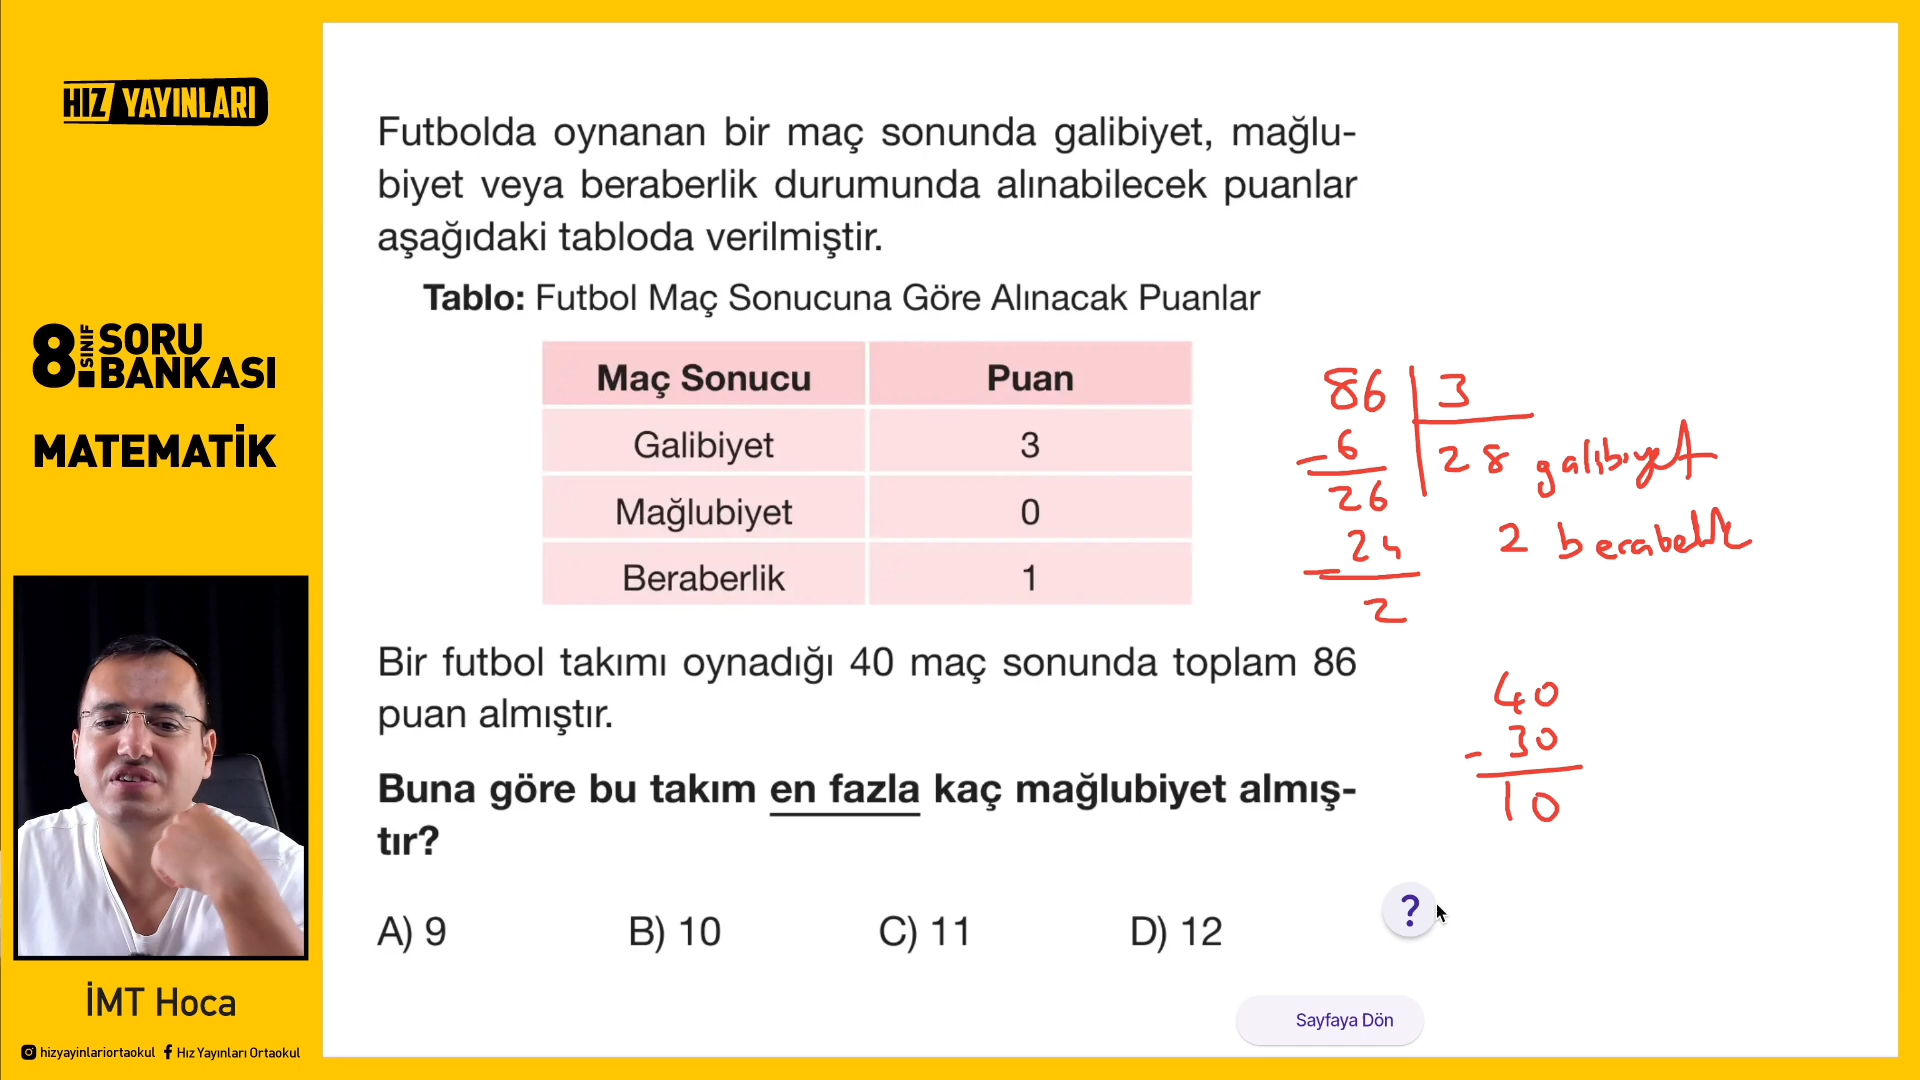 HIZ YAYINLARI
8. SINIF SORU
BANKASI
MATEMATİK
İMT Hoca
hizyayinlariortaokul Hız Yayınları Ortaokul
Futbolda oynanan bir maç sonunda galibiyet, mağlu-
biyet veya beraberlik durumunda alınabilecek puanlar
aşağıdaki tabloda verilmiştir.
Tablo: Futbol Maç Sonucuna Göre Alınacak Puanlar
Maç Sonucu Puan
Galibiyet 3
Mağlubiyet 0
Beraberlik 1
Bir futbol takımı oynadığı 40 maç sonunda toplam 86
puan almıştır.
Buna göre bu takım en fazla kaç mağlubiyet almış-
tır?
A) 9 B) 10 C) 11 D) 12
?
Sayfaya Dön
86 3
- 6 28 galibiyet
26
- 24 2 berabelik
2
40
- 30
10